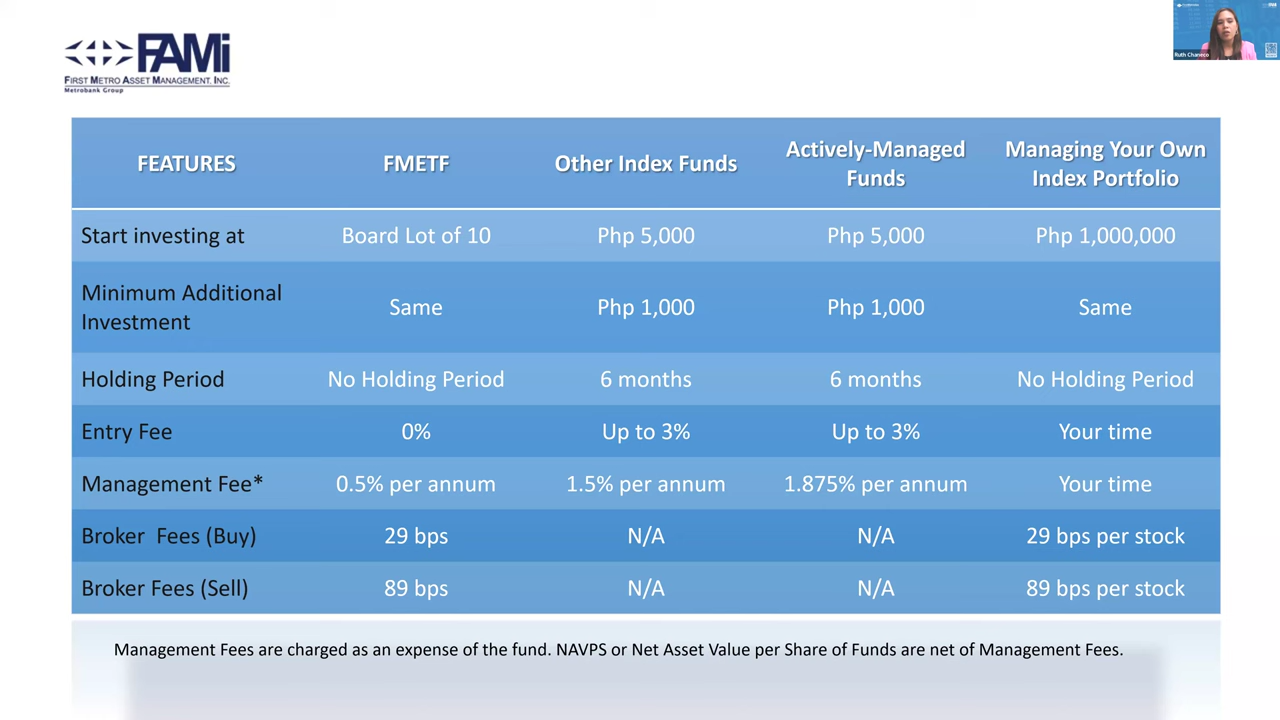 FAMi
FIRST METRO ASSET MANAGEMENT, INC.
Metrobank Group
Ruth Chaneco
FEATURES
FMETF
Other Index Funds
Actively-Managed
Funds
Managing Your Own
Index Portfolio
Start investing at
Board Lot of 10
Php 5,000
Php 5,000
Php 1,000,000
Minimum Additional
Investment
Same
Php 1,000
Php 1,000
Same
Holding Period
No Holding Period
6 months
6 months
No Holding Period
Entry Fee
0%
Up to 3%
Up to 3%
Your time
Management Fee*
0.5% per annum
1.5% per annum
1.875% per annum
Your time
Broker  Fees (Buy)
29 bps
N/A
N/A
29 bps per stock
Broker Fees (Sell)
89 bps
N/A
N/A
89 bps per stock
Management Fees are charged as an expense of the fund. NAVPS or Net Asset Value per Share of Funds are net of Management Fees.